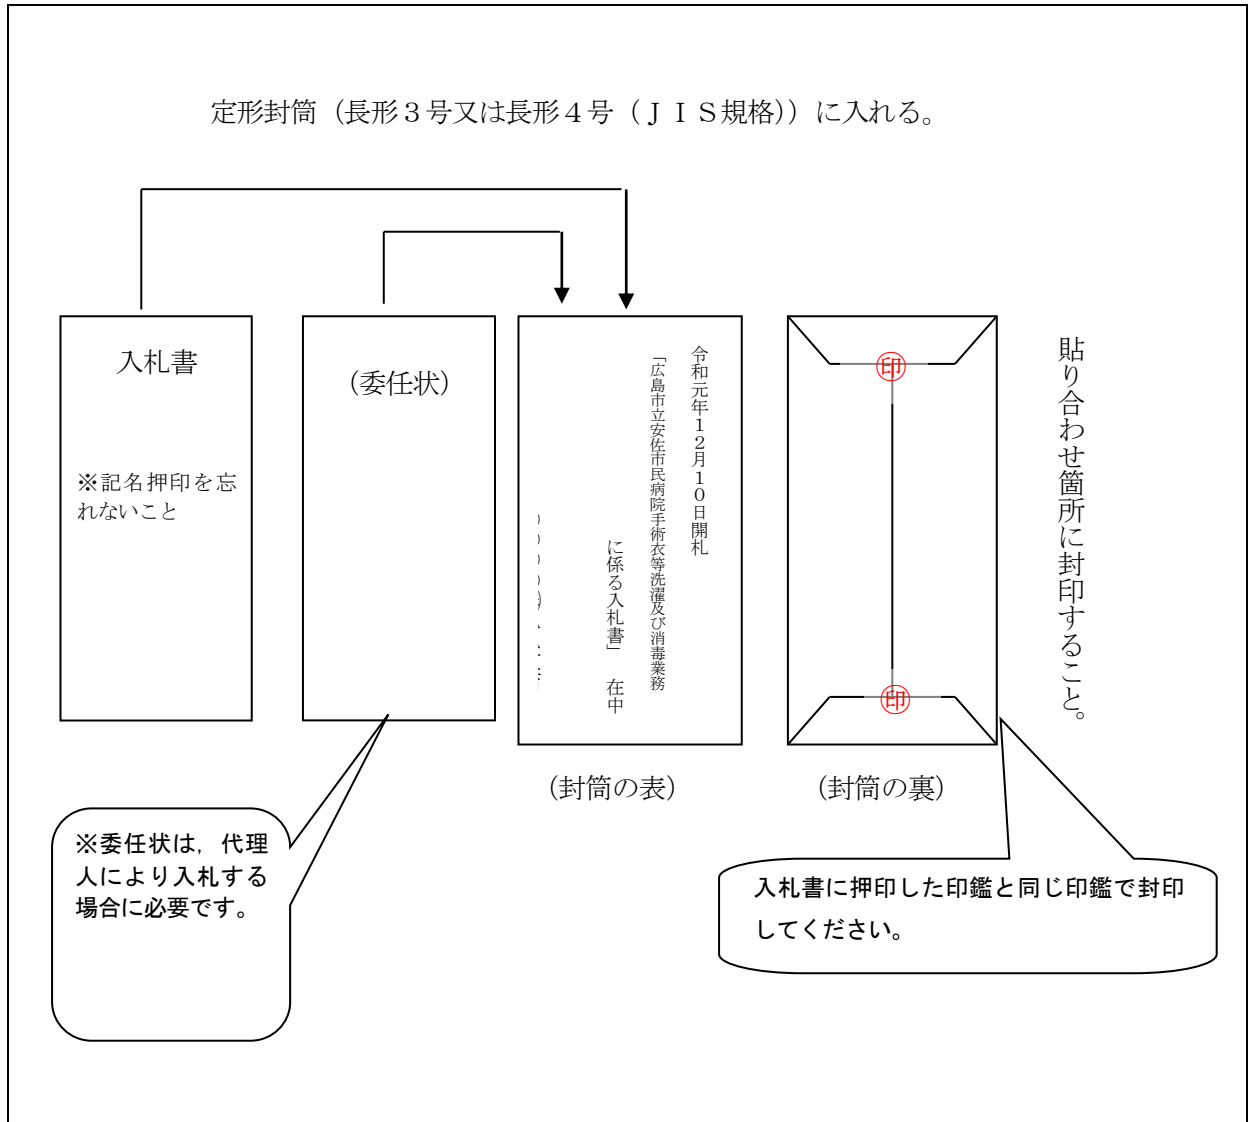 定形封筒（長形３号又は長形４号（ＪＩＳ規格））に入れる。
入札書
※記名押印を忘
れないこと
（委任状）
令和元年１２月１０日開札
「広島市立安佐市民病院手術衣等洗濯及び消毒業務
に係る入札書」　在中
印
印
貼り合わせ箇所に封印すること。
（封筒の表）
（封筒の裏）
※委任状は，代理
人により入札する
場合に必要です。
入札書に押印した印鑑と同じ印鑑で封印
してください。